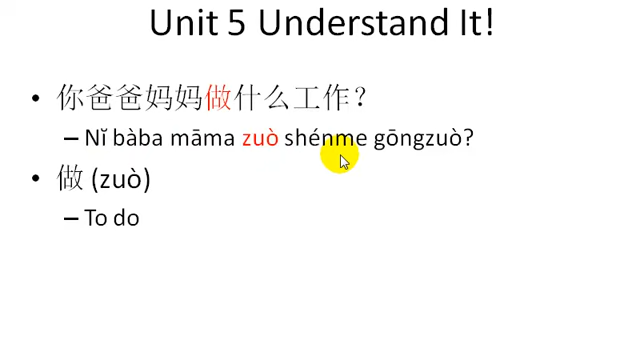 Unit 5 Understand It!
• 你爸爸妈妈做什么工作？
– Nǐ bàba māma zuò shénme gōngzuò?
• 做 (zuò)
– To do